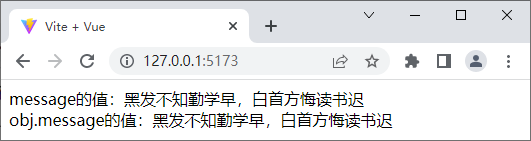 Vite + Vue
127.0.0.1:5173
message的值：黑发不知勤学早，白首方悔读书迟
obj.message的值：黑发不知勤学早，白首方悔读书迟